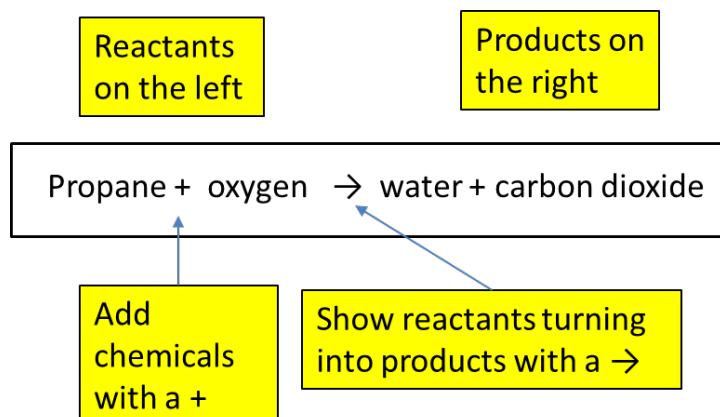 Reactants
on the left
Products on
the right
Propane + oxygen → water + carbon dioxide
Add
chemicals
with a +
Show reactants turning
into products with a →